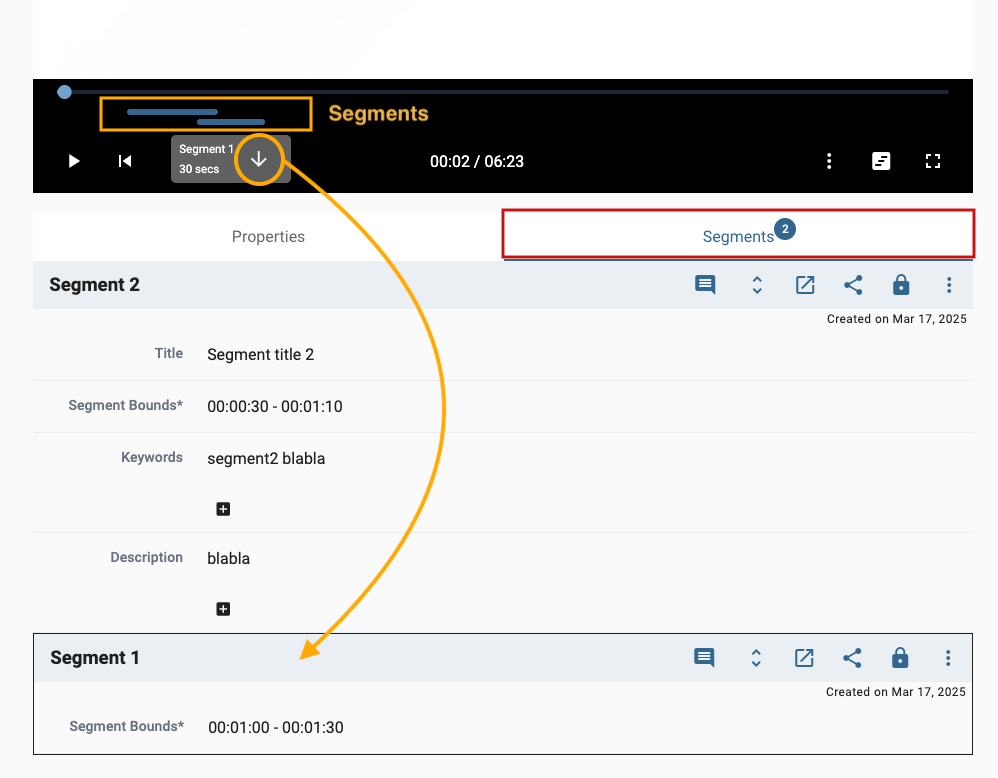 Segments
Segment 1
30 secs
00:02 / 06:23
Properties
Segments 2
Segment 2
Created on Mar 17, 2025
Title Segment title 2
Segment Bounds* 00:00:30 - 00:01:10
Keywords segment2 blabla
Description blabla
Segment 1
Created on Mar 17, 2025
Segment Bounds* 00:01:00 - 00:01:30